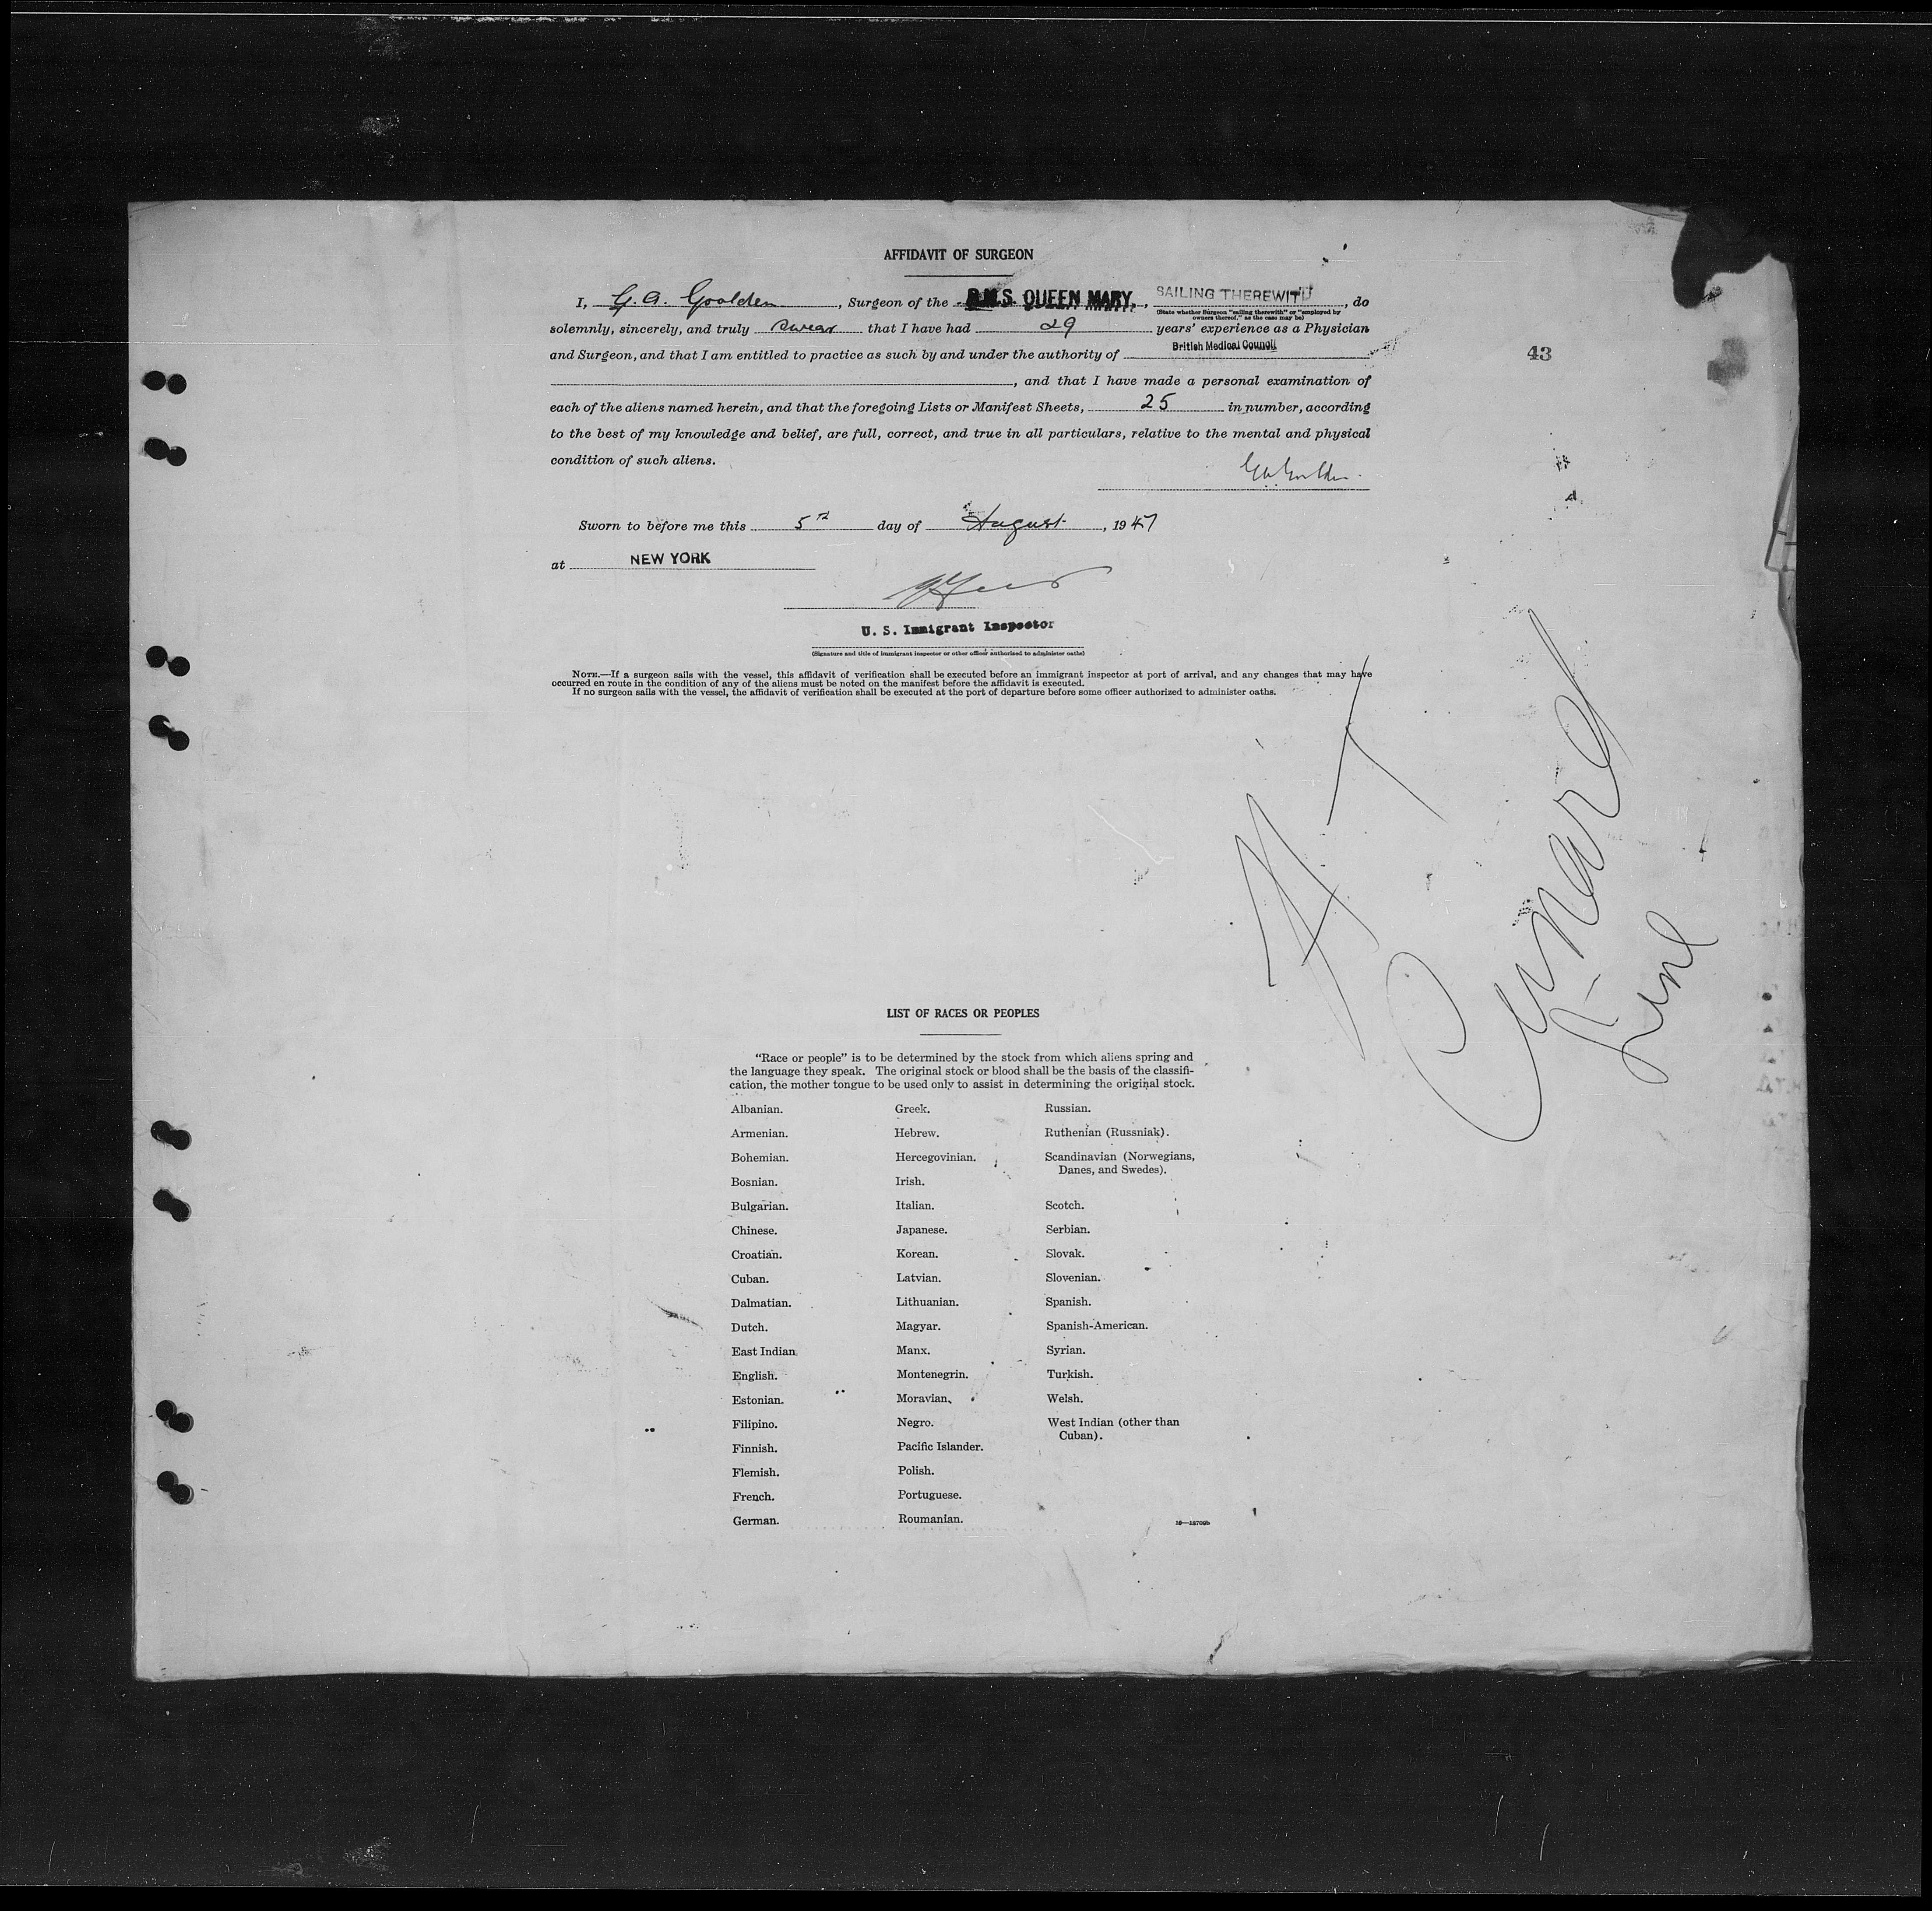 AFFIDAVIT OF SURGEON
I, G. A. Goolden, Surgeon of the R.M.S. QUEEN MARY, SAILING THEREWITH, do
(State whether Surgeon "sailing therewith" or "employed by
owners thereof," as the case may be)
solemnly, sincerely, and truly swear that I have had 29 years' experience as a Physician
and Surgeon, and that I am entitled to practice as such by and under the authority of British Medical Council
43
, and that I have made a personal examination of
each of the aliens named herein, and that the foregoing Lists or Manifest Sheets, 25 in number, according
to the best of my knowledge and belief, are full, correct, and true in all particulars, relative to the mental and physical
condition of such aliens.
Sworn to before me this 5th day of August, 1947
at NEW YORK
U. S. Immigrant Inspector
(Signature and title of immigrant inspector or other officer authorized to administer oaths)
NOTE.—If a surgeon sails with the vessel, this affidavit of verification shall be executed before an immigrant inspector at port of arrival, and any changes that may have
occurred en route in the condition of any of the aliens must be noted on the manifest before the affidavit is executed.
If no surgeon sails with the vessel, the affidavit of verification shall be executed at the port of departure before some officer authorized to administer oaths.
Cunard
Line
LIST OF RACES OR PEOPLES
"Race or people" is to be determined by the stock from which aliens spring and
the language they speak. The original stock or blood shall be the basis of the classifi-
cation, the mother tongue to be used only to assist in determining the original stock.
Albanian.
Armenian.
Bohemian.
Bosnian.
Bulgarian.
Chinese.
Croatian.
Cuban.
Dalmatian.
Dutch.
East Indian
English.
Estonian.
Filipino.
Finnish.
Flemish.
French.
German.
Greek.
Hebrew.
Hercegovinian.
Irish.
Italian.
Japanese.
Korean.
Latvian.
Lithuanian.
Magyar.
Manx.
Montenegrin.
Moravian.
Negro.
Pacific Islander.
Polish.
Portuguese.
Roumanian.
Russian.
Ruthenian (Russniak).
Scandinavian (Norwegians,
Danes, and Swedes).
Scotch.
Serbian.
Slovak.
Slovenian.
Spanish.
Spanish-American.
Syrian.
Turkish.
Welsh.
West Indian (other than
Cuban).